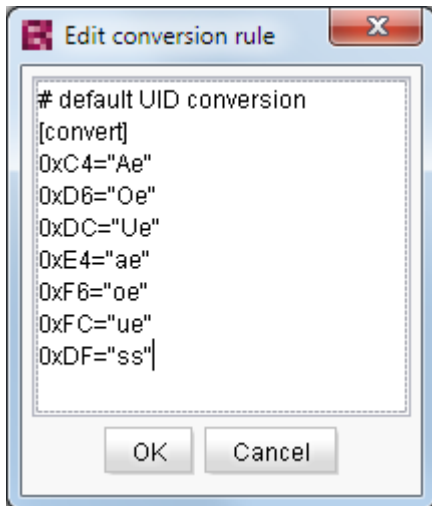 Edit conversion rule
# default UID conversion
[convert]
0xC4="Ae"
0xD6="Oe"
0xDC="Ue"
0xE4="ae"
0xF6="oe"
0xFC="ue"
0xDF="ss"
OK Cancel